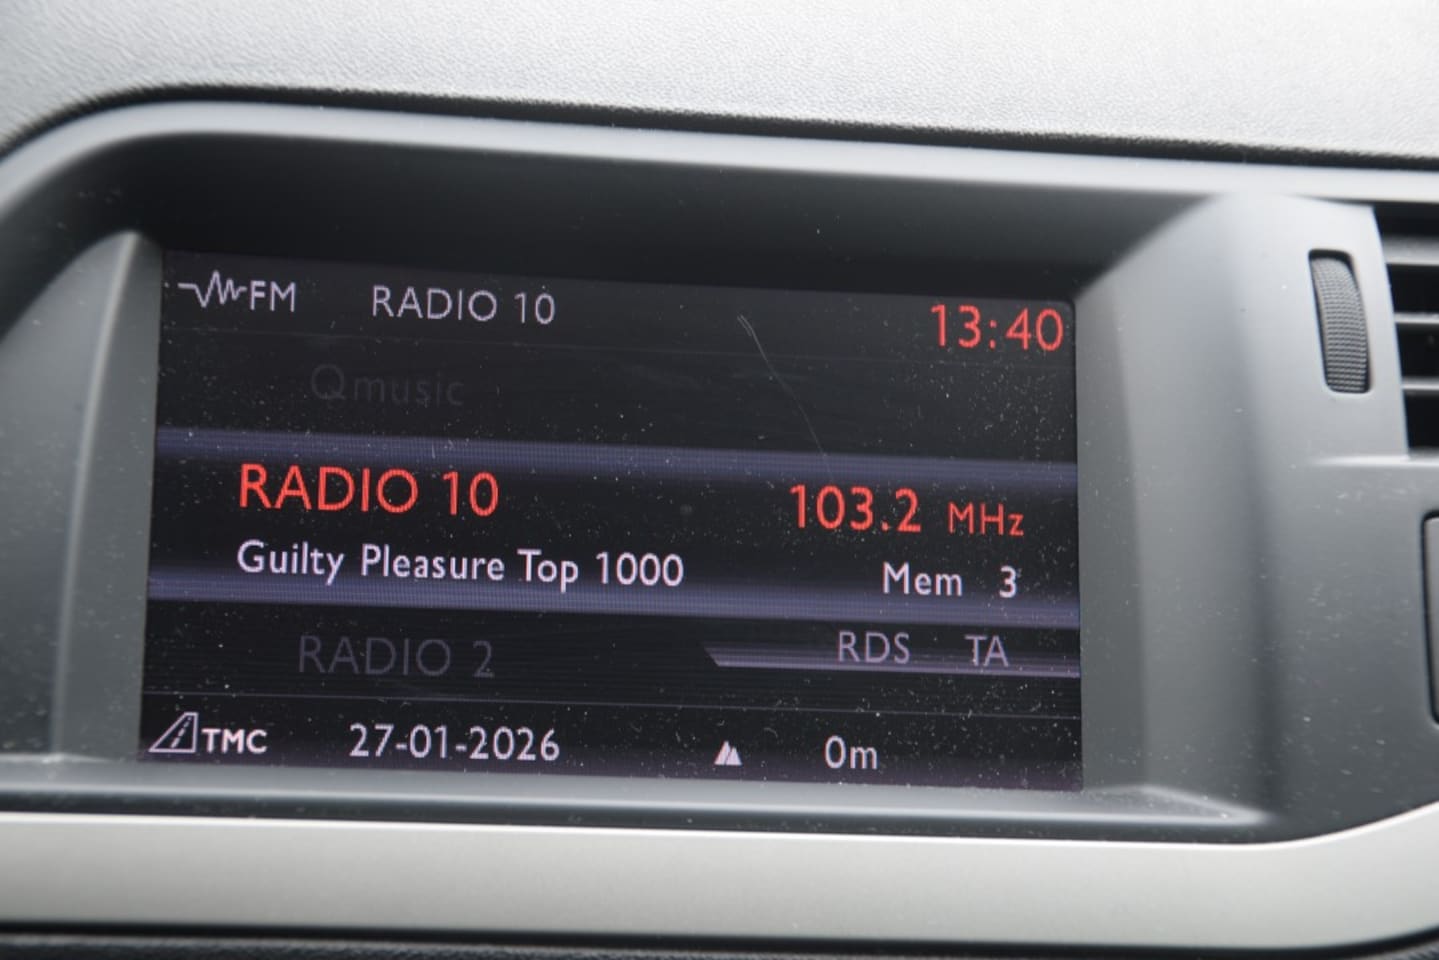 FM RADIO 10 13:40
Qmusic
RADIO 10 103.2 MHz
Guilty Pleasure Top 1000 Mem 3
RADIO 2 RDS TA
TMC 27-01-2026 0m